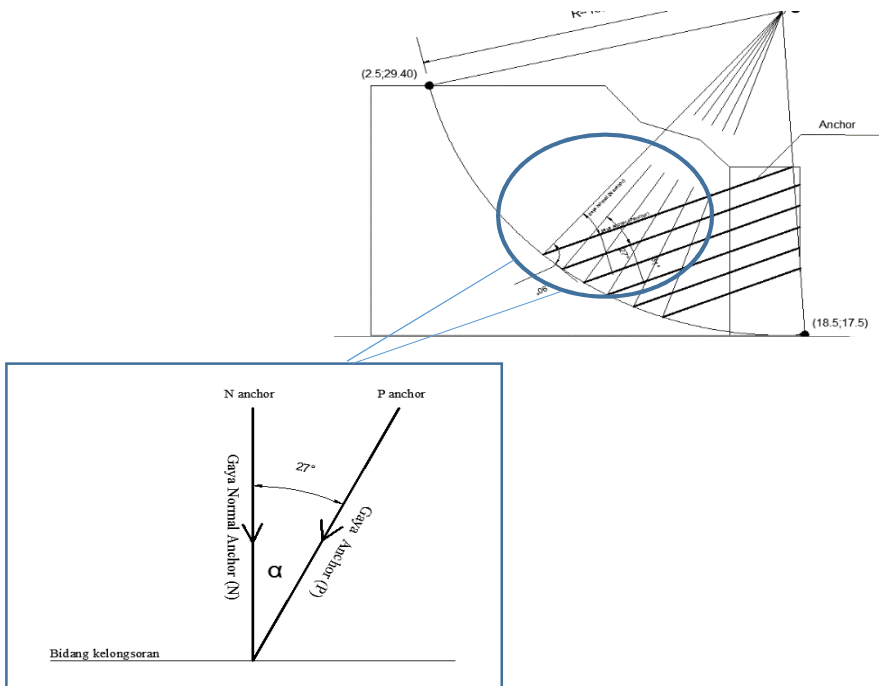 (2.5;29.40)
Anchor
27°
(18.5;17.5)
N anchor
P anchor
27°
Gaya Normal Anchor (N)
Gaya Anchor (P)
α
Bidang kelongsoran